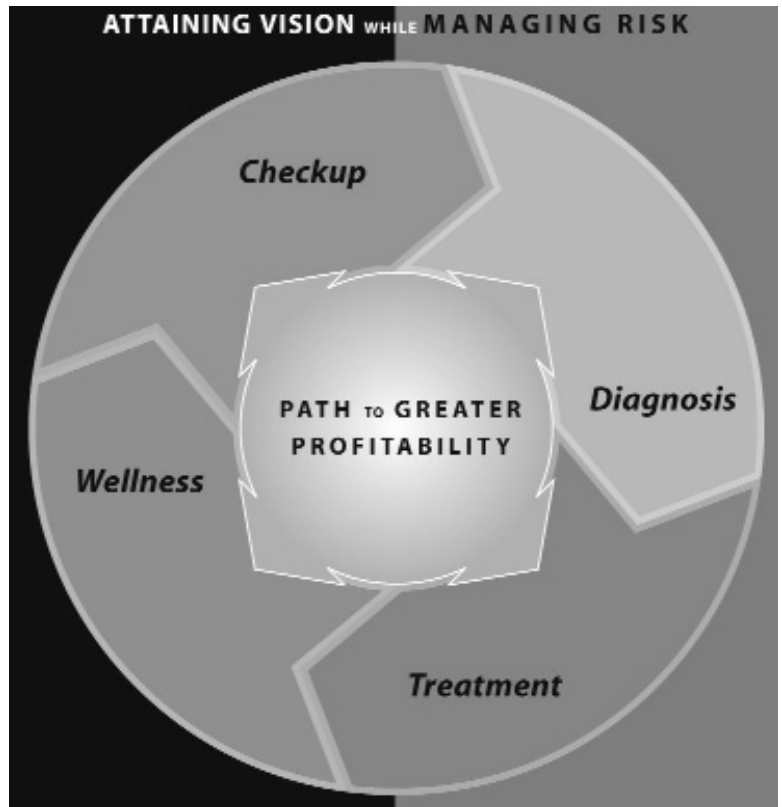 ATTAINING VISION WHILE MANAGING RISK
Checkup
Diagnosis
PATH TO GREATER
PROFITABILITY
Wellness
Treatment